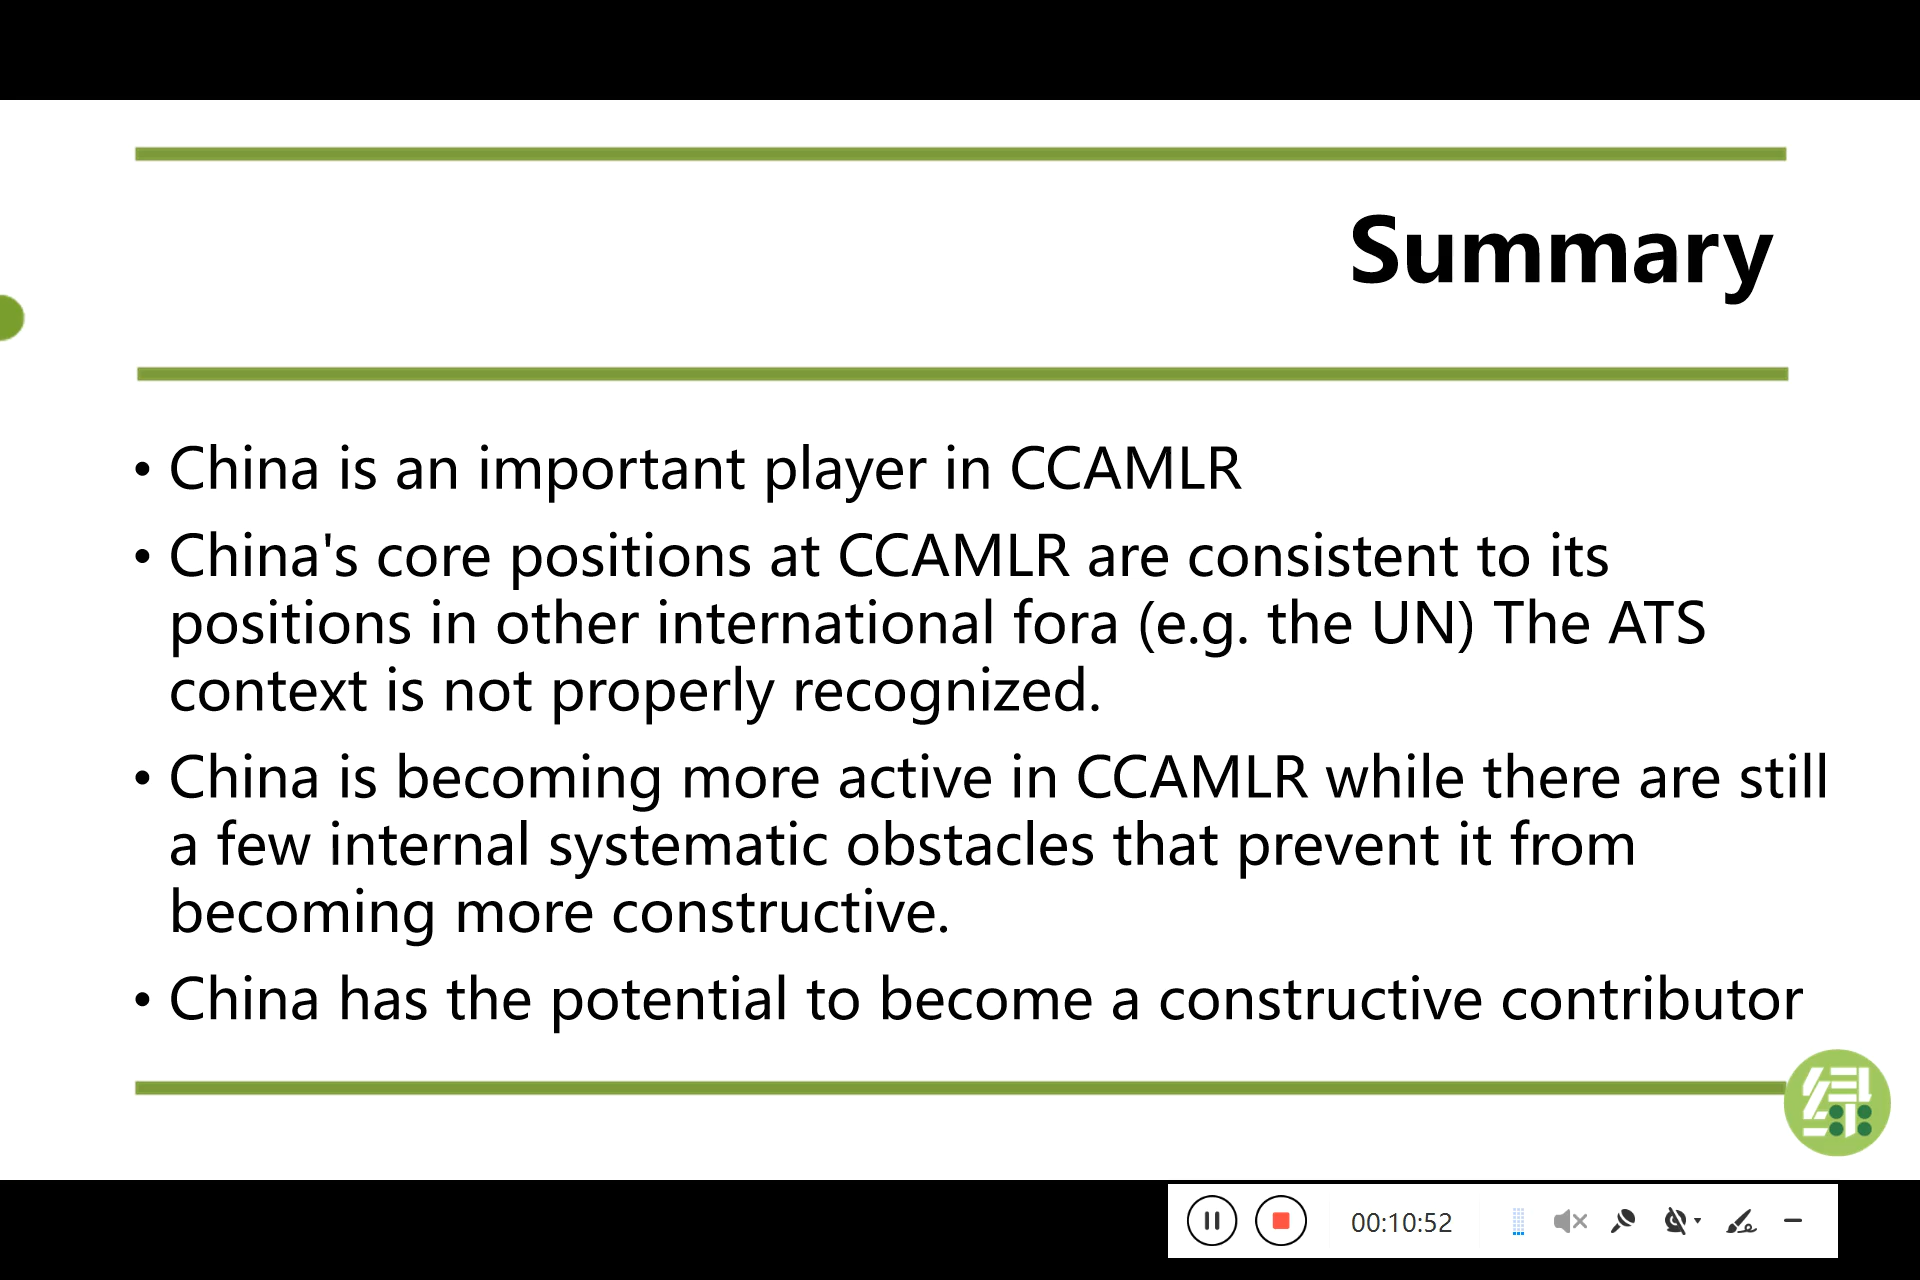 Summary
• China is an important player in CCAMLR
• China's core positions at CCAMLR are consistent to its
positions in other international fora (e.g. the UN) The ATS
context is not properly recognized.
• China is becoming more active in CCAMLR while there are still
a few internal systematic obstacles that prevent it from
becoming more constructive.
• China has the potential to become a constructive contributor
绿
00:10:52